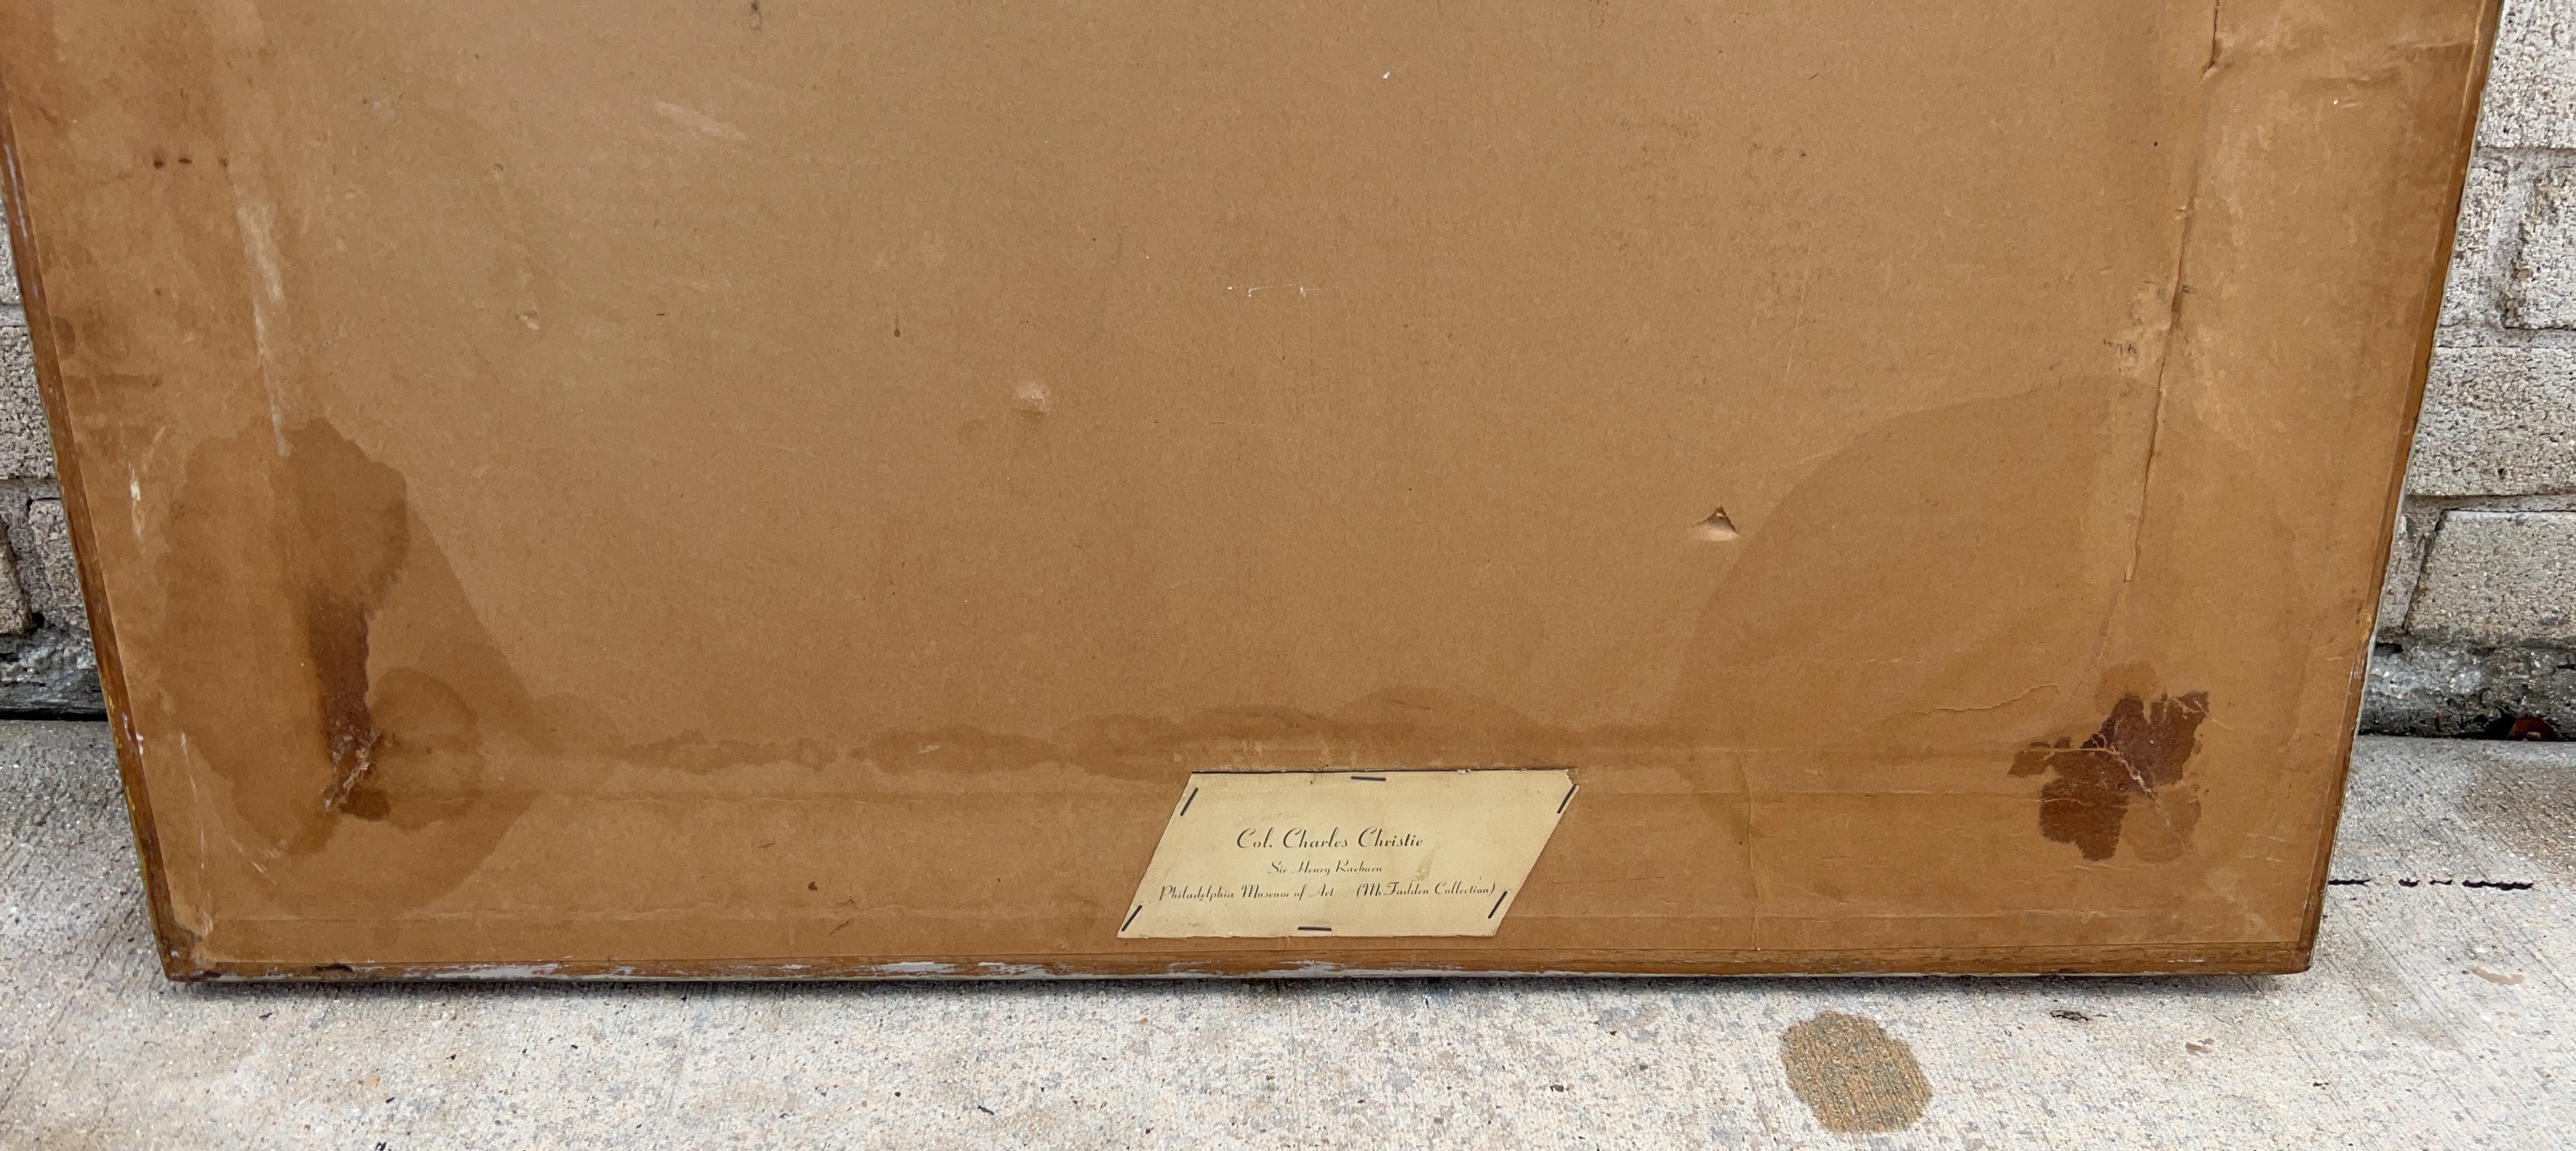 Col. Charles Christie
Sir Henry Raeburn
Philadelphia Museum of Art (McFadden Collection)